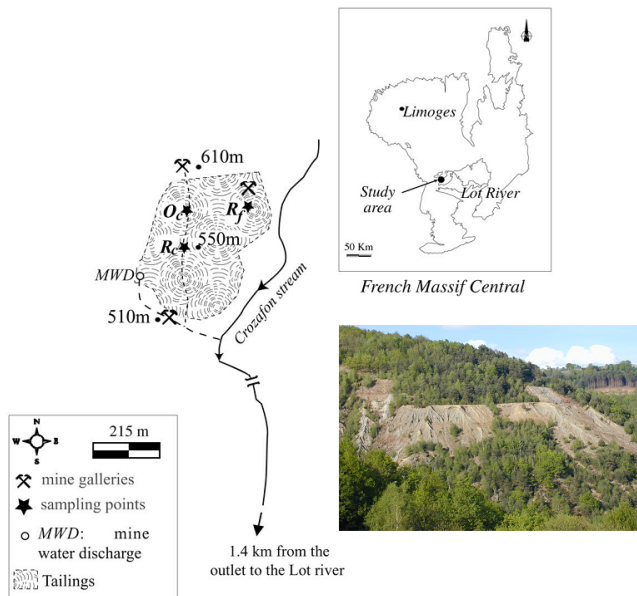 610m
Oc
Rf
Rc
550m
MWD
510m
Crozafon stream
1.4 km from the
outlet to the Lot river
N
W
E
S
215 m
mine galleries
sampling points
MWD: mine
water discharge
Tailings
Limoges
Study
area
Lot River
50 Km
French Massif Central